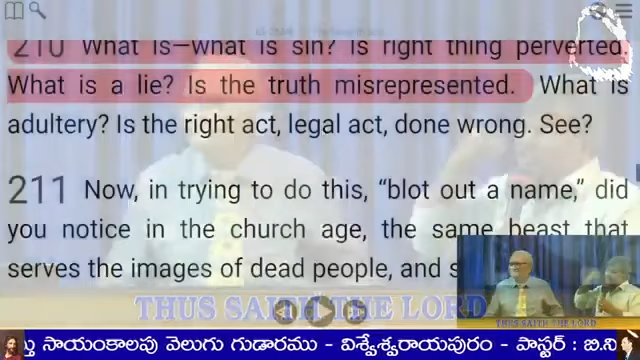 210 What is—what is sin? Is right thing perverted.
What is a lie? Is the truth misrepresented. What is
adultery? Is the right act, legal act, done wrong. See?
211 Now, in trying to do this, “blot out a name,” did
you notice in the church age, the same beast that
serves the images of dead people, and s
THUS SAITH THE LORD
THUS SAITH THE LORD
త్తు సాయంకాలపు వెలుగు గుడారము - విశ్వేశ్వరాయపురం - పాస్టర్ : బి.ని